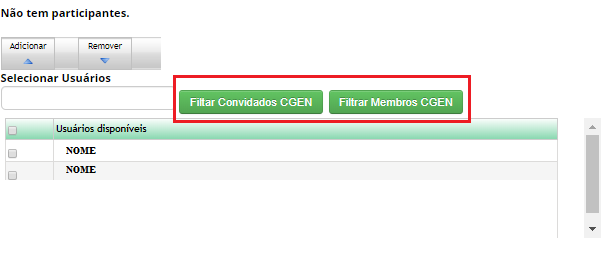 Não tem participantes.
Adicionar Remover
Selecionar Usuários
Filtar Convidados CGEN Filtrar Membros CGEN
Usuários disponíveis
NOME
NOME